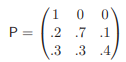 1 0 0
P = .2 .7 .1
.3 .3 .4,